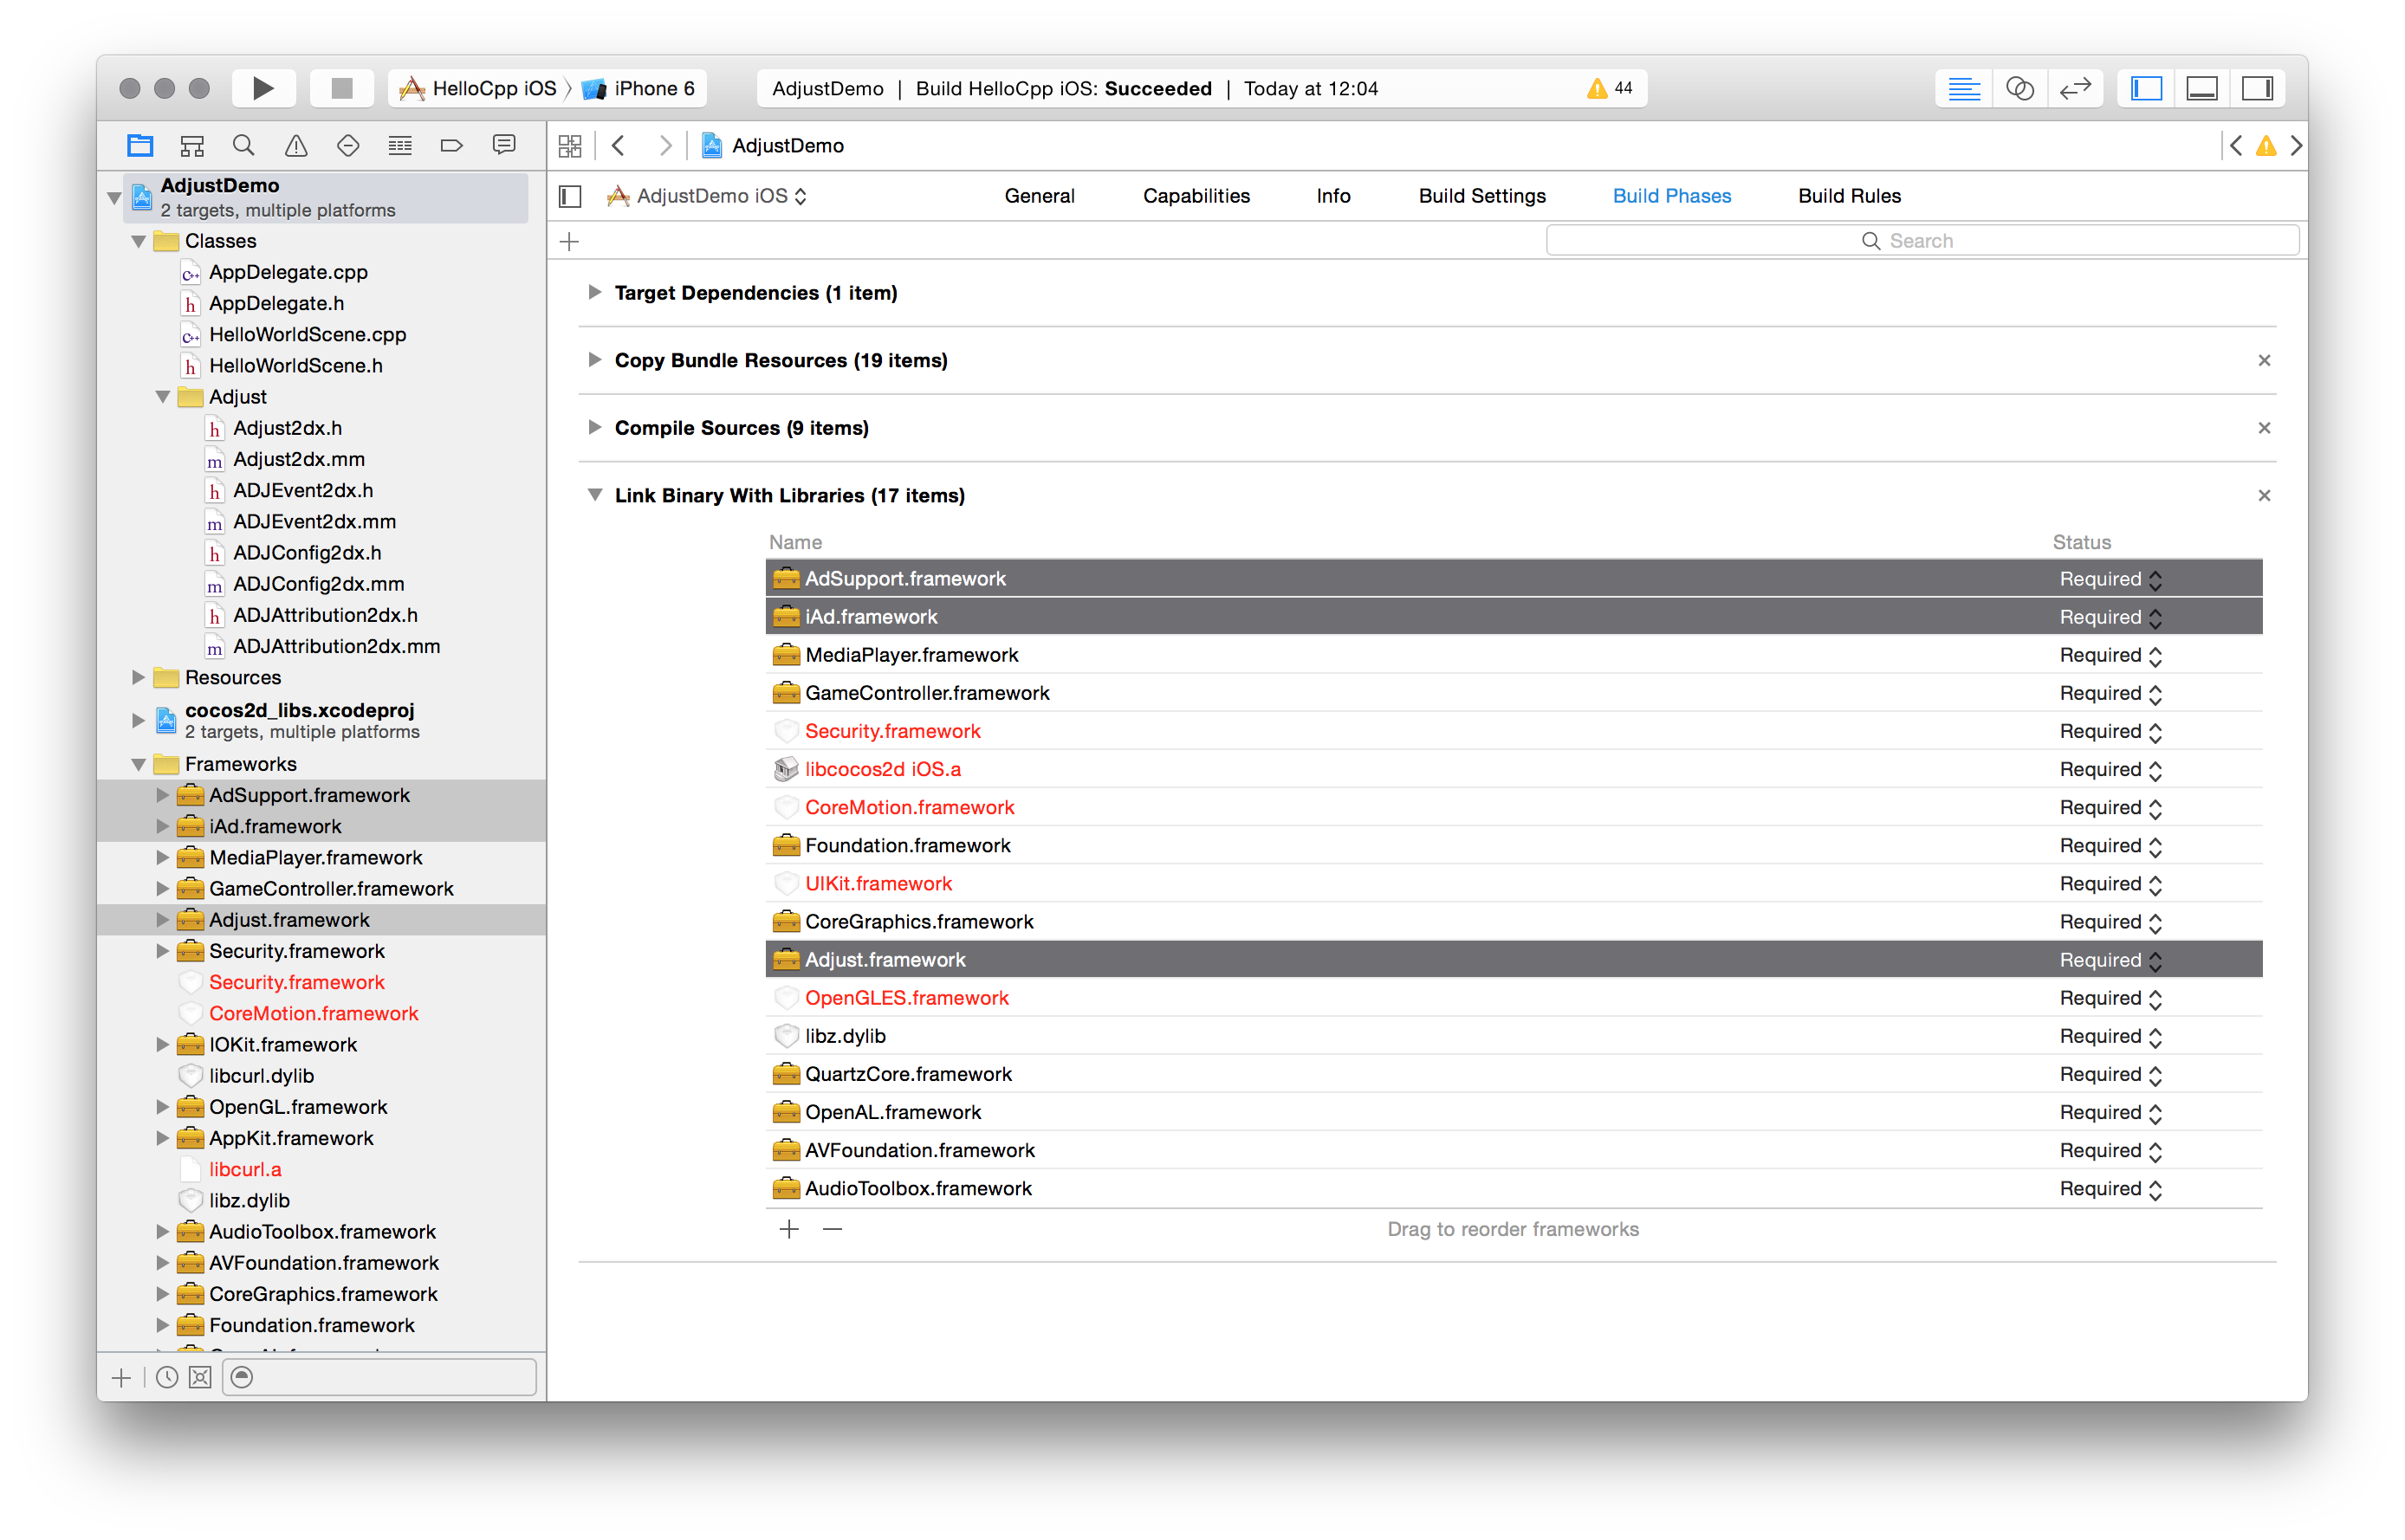 HelloCpp iOS iPhone 6
AdjustDemo | Build HelloCpp iOS: Succeeded | Today at 12:04
44
AdjustDemo
2 targets, multiple platforms
Classes
C++ AppDelegate.cpp
h AppDelegate.h
C++ HelloWorldScene.cpp
h HelloWorldScene.h
Adjust
h Adjust2dx.h
m Adjust2dx.mm
h ADJEvent2dx.h
m ADJEvent2dx.mm
h ADJConfig2dx.h
m ADJConfig2dx.mm
h ADJAttribution2dx.h
m ADJAttribution2dx.mm
Resources
cocos2d_libs.xcodeproj
2 targets, multiple platforms
Frameworks
AdSupport.framework
iAd.framework
MediaPlayer.framework
GameController.framework
Adjust.framework
Security.framework
Security.framework
CoreMotion.framework
IOKit.framework
libcurl.dylib
OpenGL.framework
AppKit.framework
libcurl.a
libz.dylib
AudioToolbox.framework
AVFoundation.framework
CoreGraphics.framework
Foundation.framework
AdjustDemo
AdjustDemo iOS
General Capabilities Info Build Settings Build Phases Build Rules
Search
Target Dependencies (1 item)
Copy Bundle Resources (19 items)
Compile Sources (9 items)
Link Binary With Libraries (17 items)
Name Status
AdSupport.framework Required
iAd.framework Required
MediaPlayer.framework Required
GameController.framework Required
Security.framework Required
libcocos2d iOS.a Required
CoreMotion.framework Required
Foundation.framework Required
UIKit.framework Required
CoreGraphics.framework Required
Adjust.framework Required
OpenGLES.framework Required
libz.dylib Required
QuartzCore.framework Required
OpenAL.framework Required
AVFoundation.framework Required
AudioToolbox.framework Required
Drag to reorder frameworks